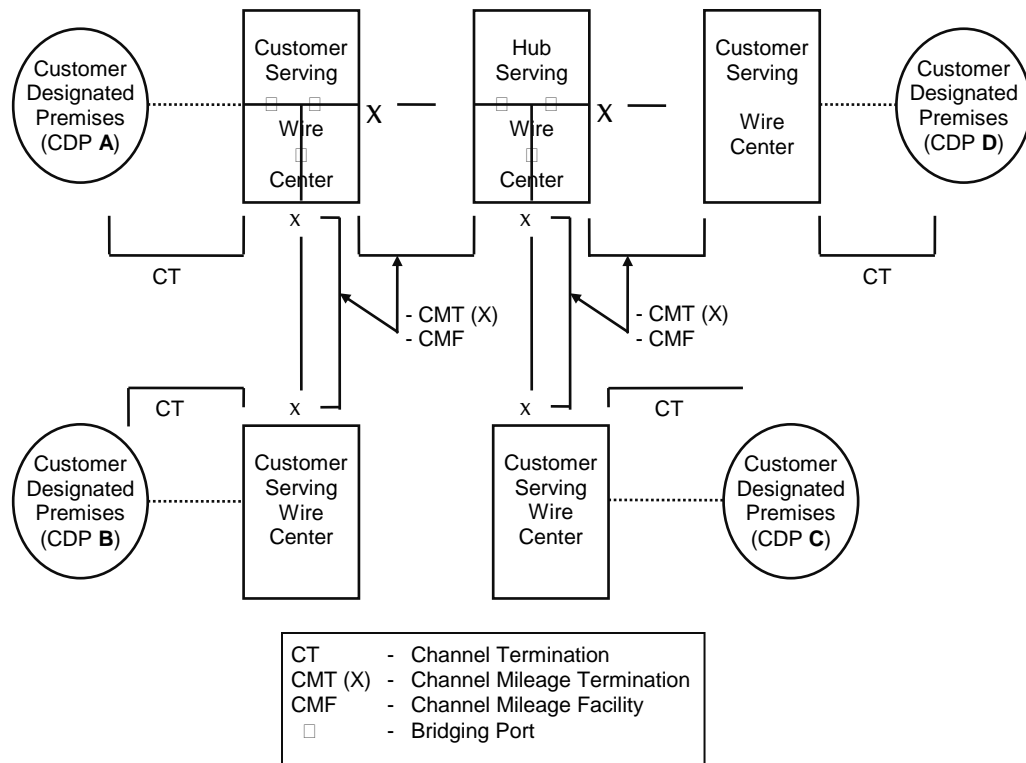 Customer
Designated
Premises
(CDP A)
Customer
Serving
Wire
Center
X
Hub
Serving
Wire
Center
X
Customer
Serving
Wire
Center
Customer
Designated
Premises
(CDP D)
CT
X
X
CT
- CMT (X)
- CMF
- CMT (X)
- CMF
CT
X
X
CT
Customer
Designated
Premises
(CDP B)
Customer
Serving
Wire
Center
Customer
Serving
Wire
Center
Customer
Designated
Premises
(CDP C)
CT - Channel Termination
CMT (X) - Channel Mileage Termination
CMF - Channel Mileage Facility
□ - Bridging Port